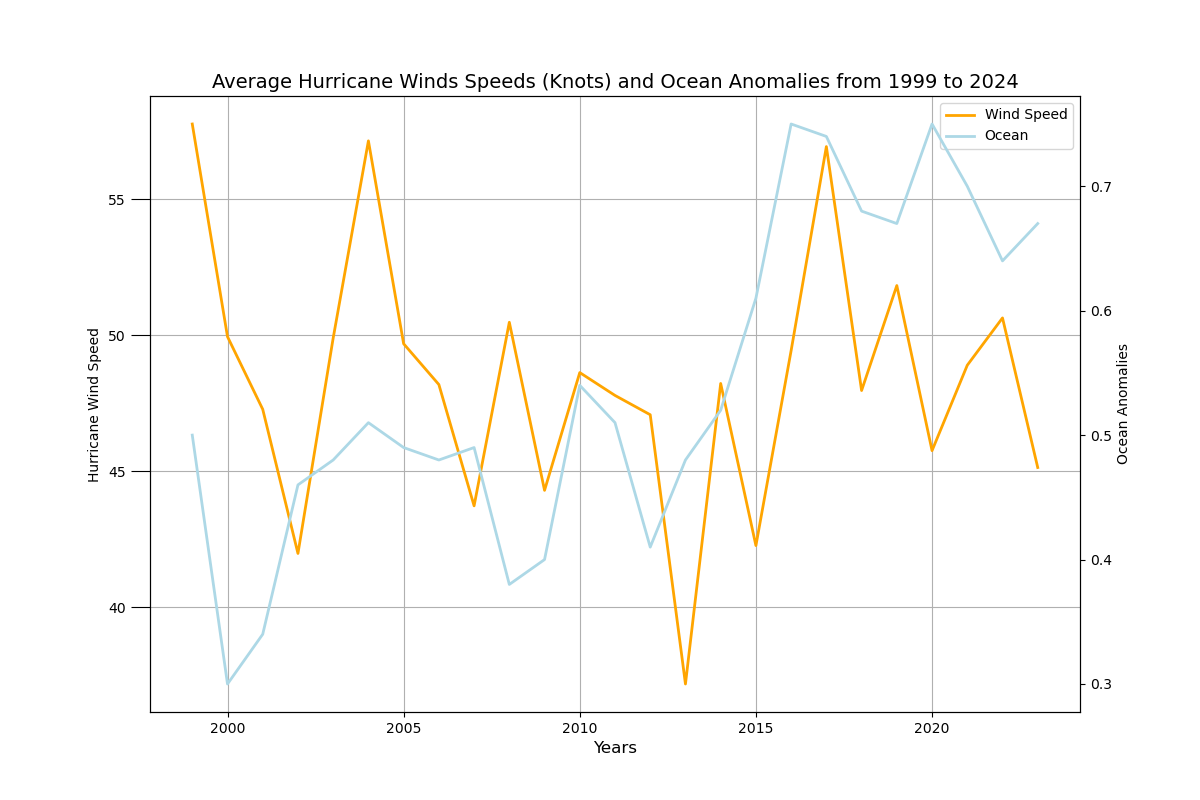 Average Hurricane Winds Speeds (Knots) and Ocean Anomalies from 1999 to 2024
Wind Speed
Ocean
Hurricane Wind Speed
55
50
45
40
0.7
0.6
0.5
0.4
0.3
Ocean Anomalies
2000 2005 2010 2015 2020
Years